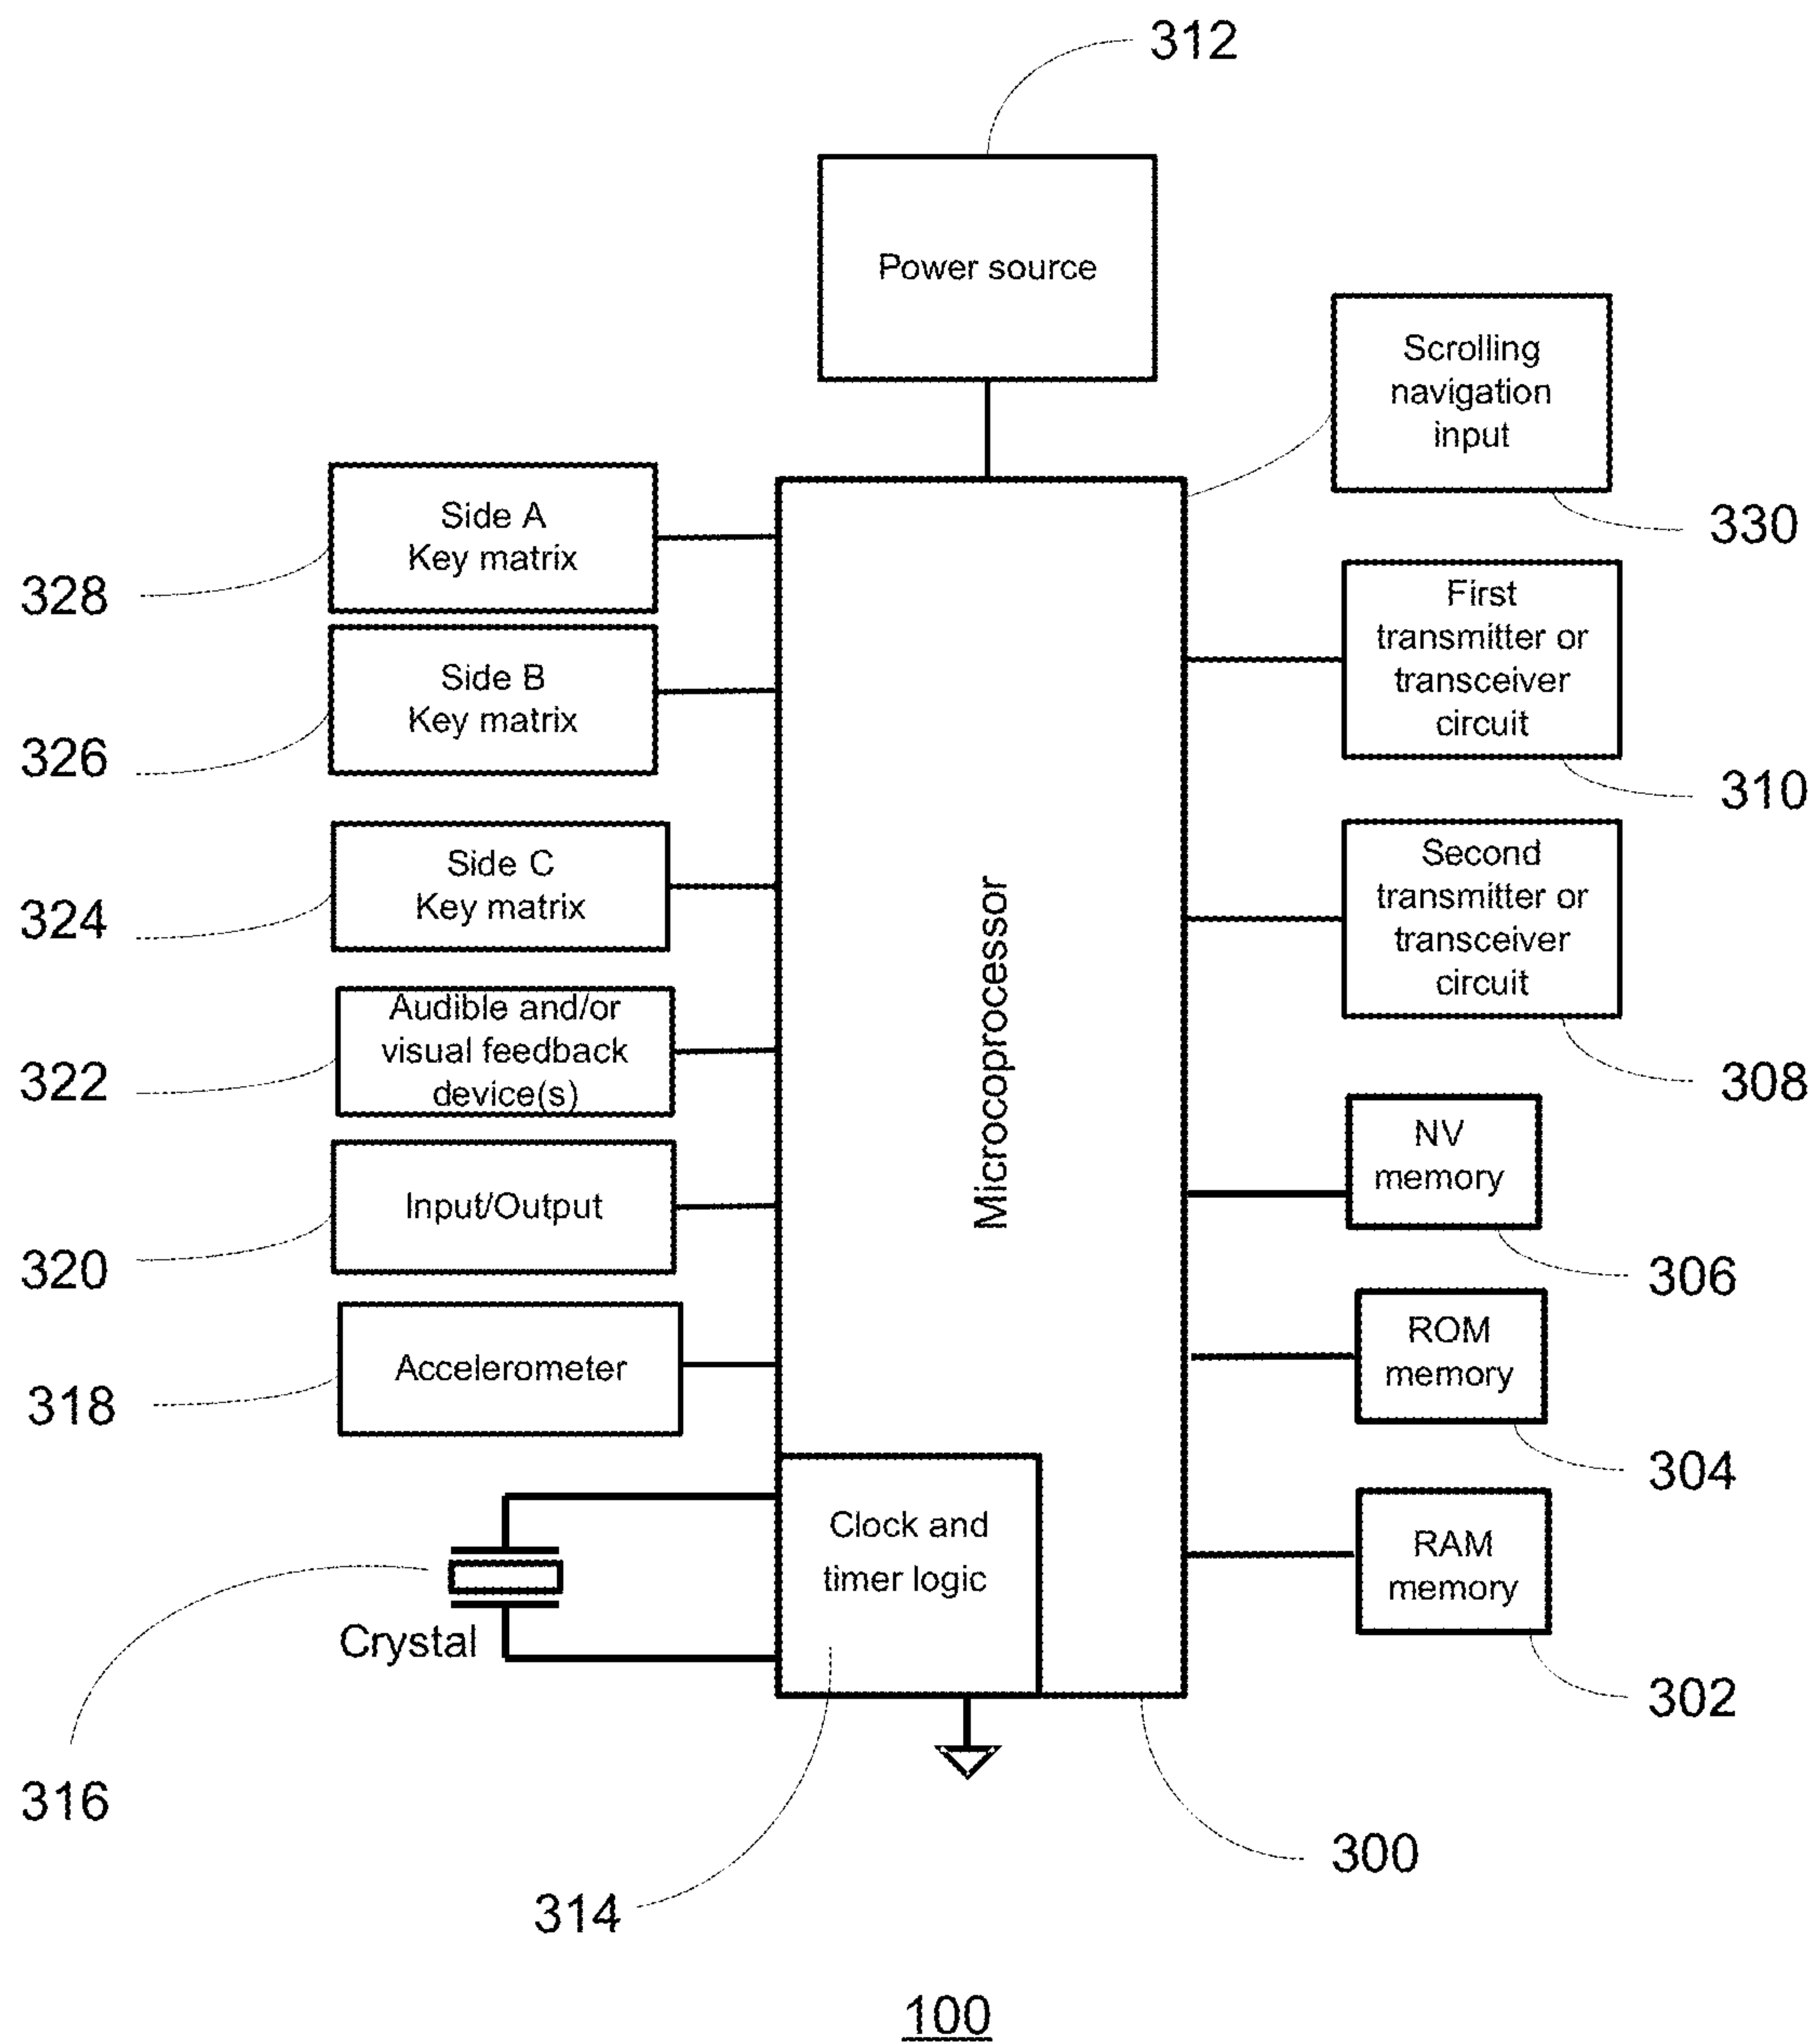 312
Power source
Scrolling
navigation
input
330
Side A
Key matrix
328
First
transmitter or
transceiver
circuit
310
Side B
Key matrix
326
Side C
Key matrix
324
Second
transmitter or
transceiver
circuit
308
Microcoprocessor
Audible and/or
visual feedback
device(s)
322
NV
memory
306
Input/Output
320
ROM
memory
304
Accelerometer
318
RAM
memory
302
Clock and
timer logic
Crystal
316
300
314
100